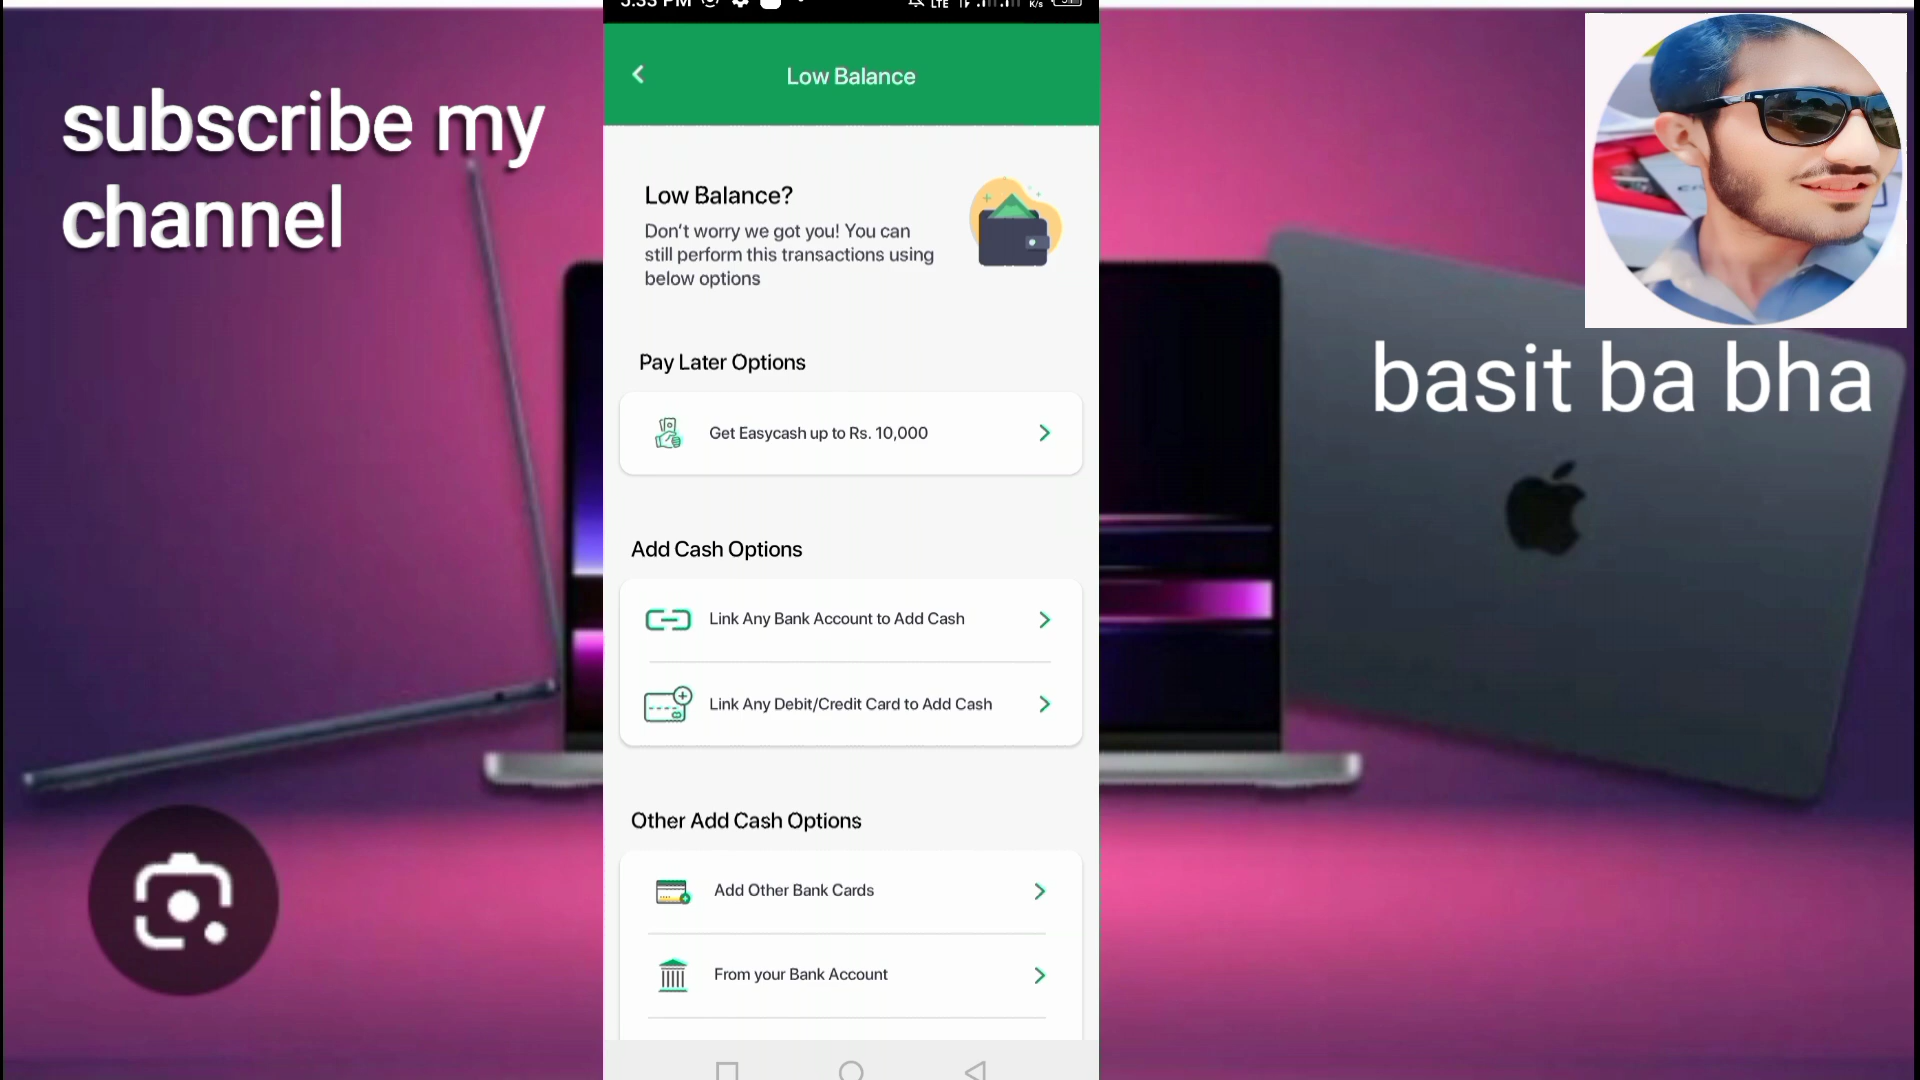 5:33 PM
LTE
K/s
subscribe my
channel
Low Balance
Low Balance?
Don't worry we got you! You can
still perform this transactions using
below options
Pay Later Options
Get Easycash up to Rs. 10,000
Add Cash Options
Link Any Bank Account to Add Cash
Link Any Debit/Credit Card to Add Cash
Other Add Cash Options
Add Other Bank Cards
From your Bank Account
basit ba bha